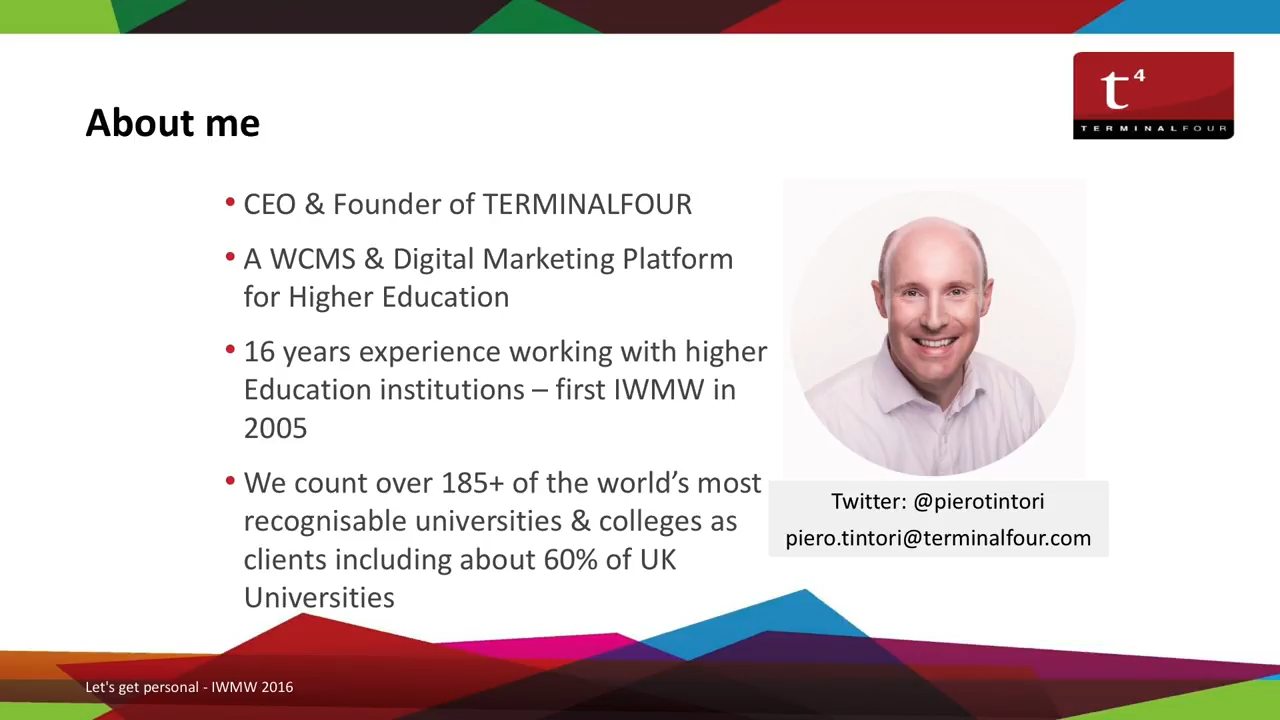 t4
TERMINALFOUR
About me
• CEO & Founder of TERMINALFOUR
• A WCMS & Digital Marketing Platform
for Higher Education
• 16 years experience working with higher
Education institutions – first IWMW in
2005
• We count over 185+ of the world’s most
recognisable universities & colleges as
clients including about 60% of UK
Universities
Twitter: @pierotintori
piero.tintori@terminalfour.com
Let's get personal - IWMW 2016